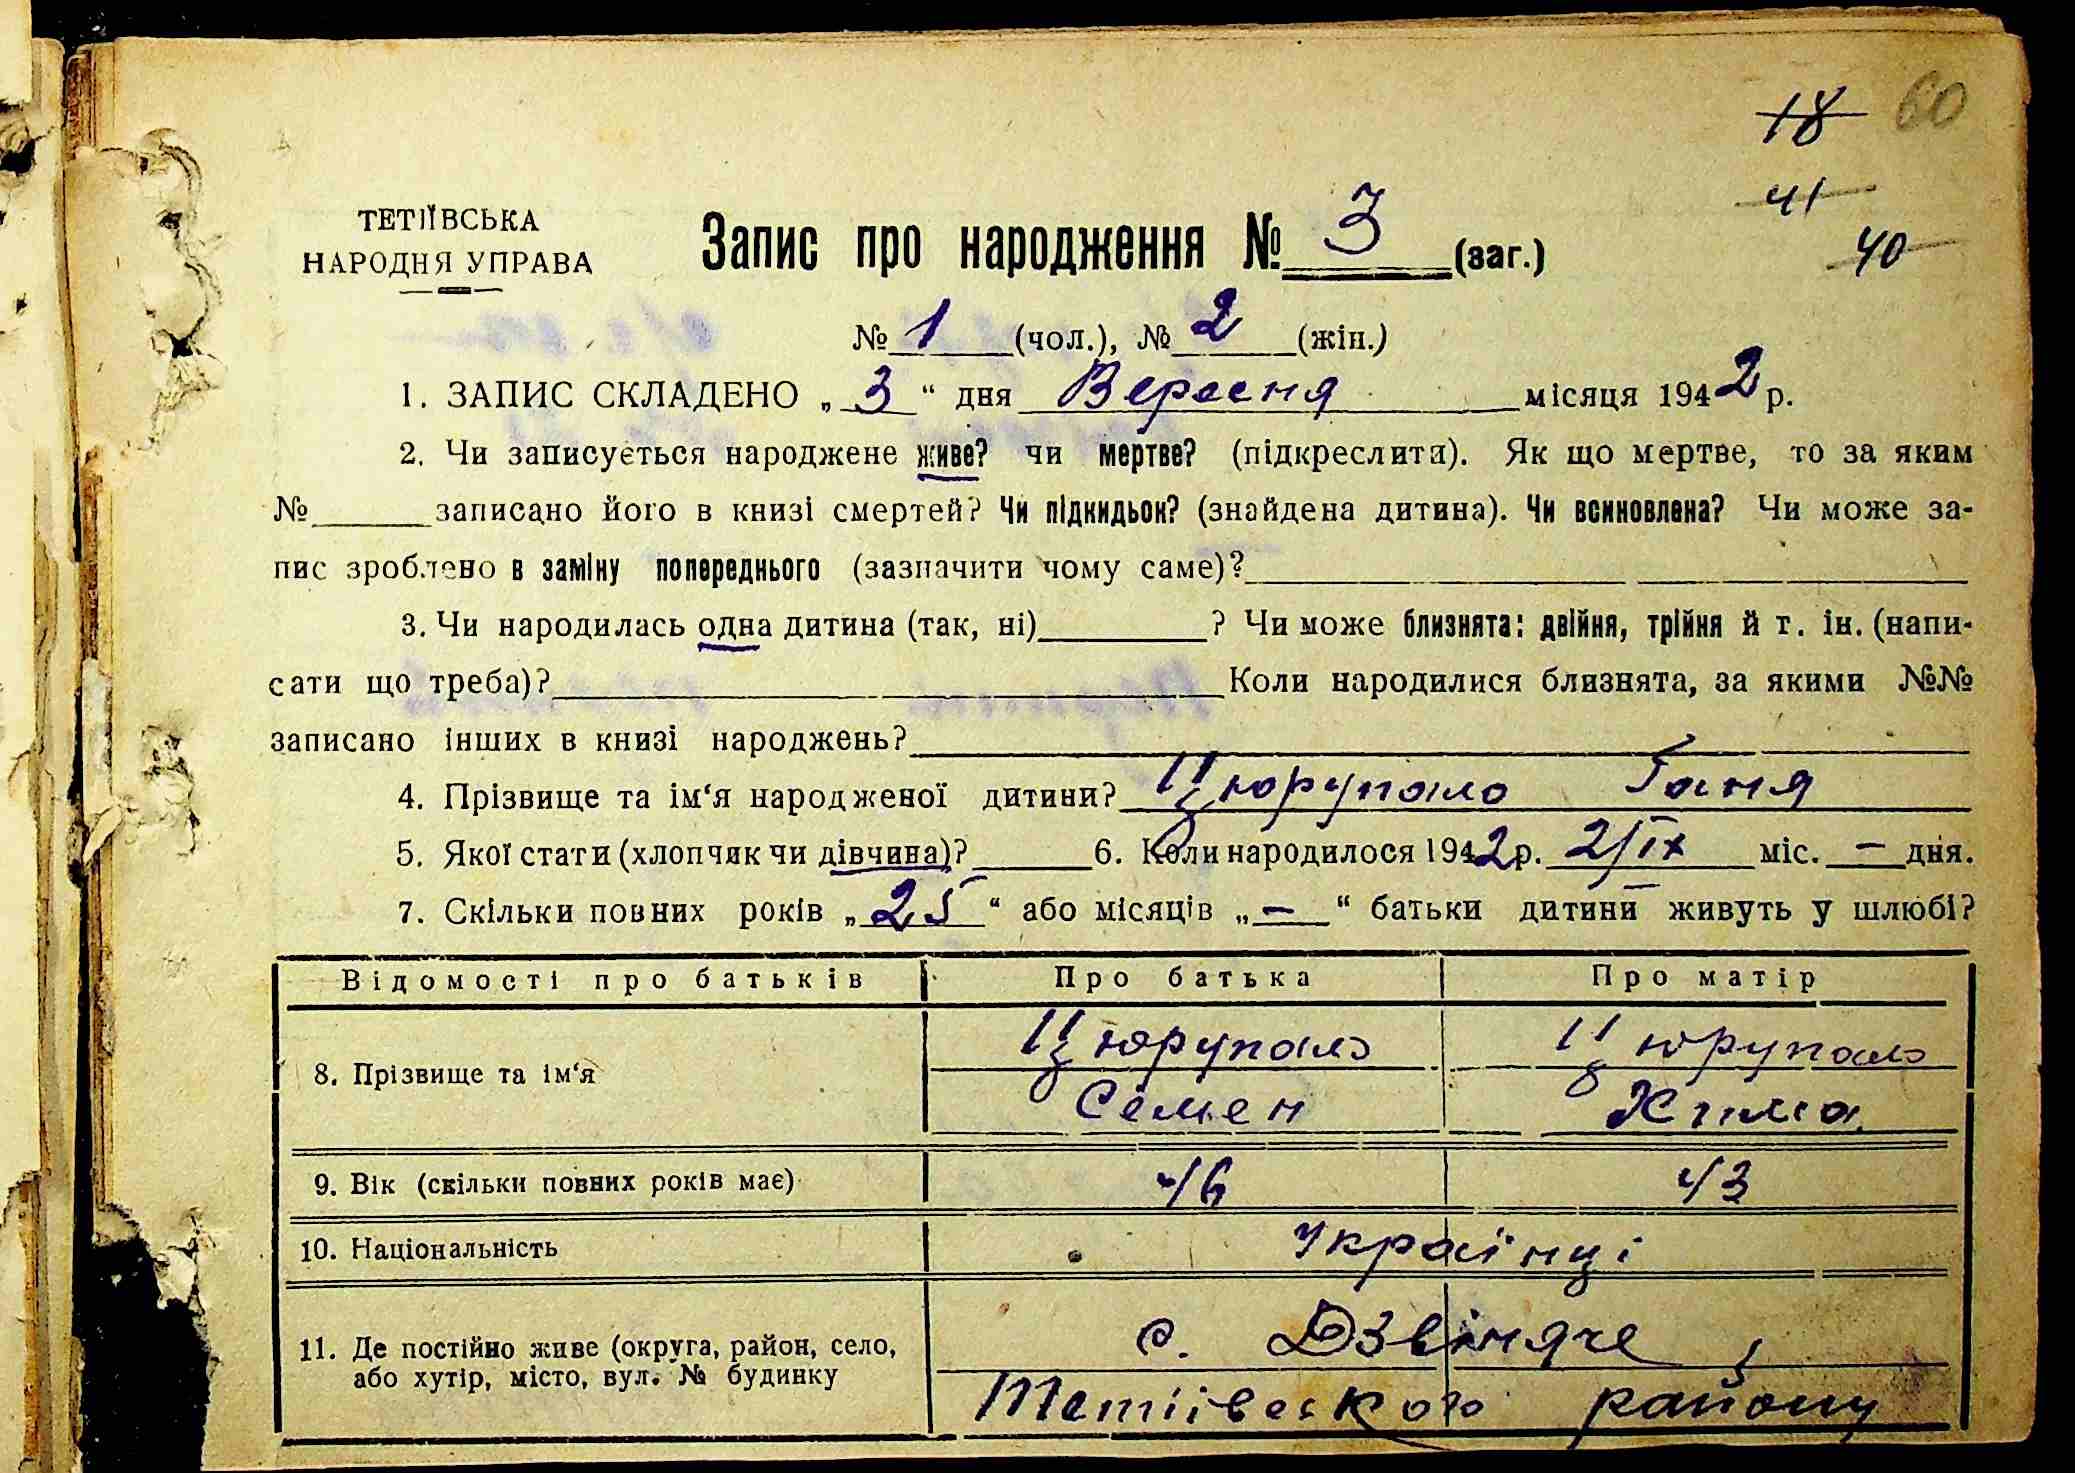 18 60
41
40
ТЕТІЇВСЬКА
НАРОДНЯ УПРАВА
Запис про народження № 3 (заг.)
№ 1 (чол.), № 2 (жін.)
1. ЗАПИС СКЛАДЕНО „ 3 “ дня Вересня місяця 1942 р.
2. Чи записується народжене живе? чи мертве? (підкреслити). Як що мертве, то за яким
№ записано його в книзі смертей? Чи підкидьок? (знайдена дитина). Чи всиновлена? Чи може за-
пис зроблено в заміну попереднього (зазначити чому саме)?
3. Чи народилась одна дитина (так, ні) ? Чи може близнята: двійня, трійня й т. ін. (напи-
сати що треба)? Коли народилися близнята, за якими №№
записано інших в книзі народжень?
4. Прізвище та ім‘я народженої дитини? Цюрупало Ганя
5. Якої стати (хлопчик чи дівчина)? 6. Коли народилося 1942 р. 2/ІХ міс. — дня.
7. Скільки повних років „ 25 “ або місяців „ — “ батьки дитини живуть у шлюбі?
Відомості про батьків Про батька Про матір
8. Прізвище та ім‘я Цюрупало Цюрупало
Семен Хима
9. Вік (скільки повних років має) 46 43
10. Національність Українці
11. Де постійно живе (округа, район, село, с. Дзвіняче,
або хутір, місто, вул. № будинку Тетіівского району